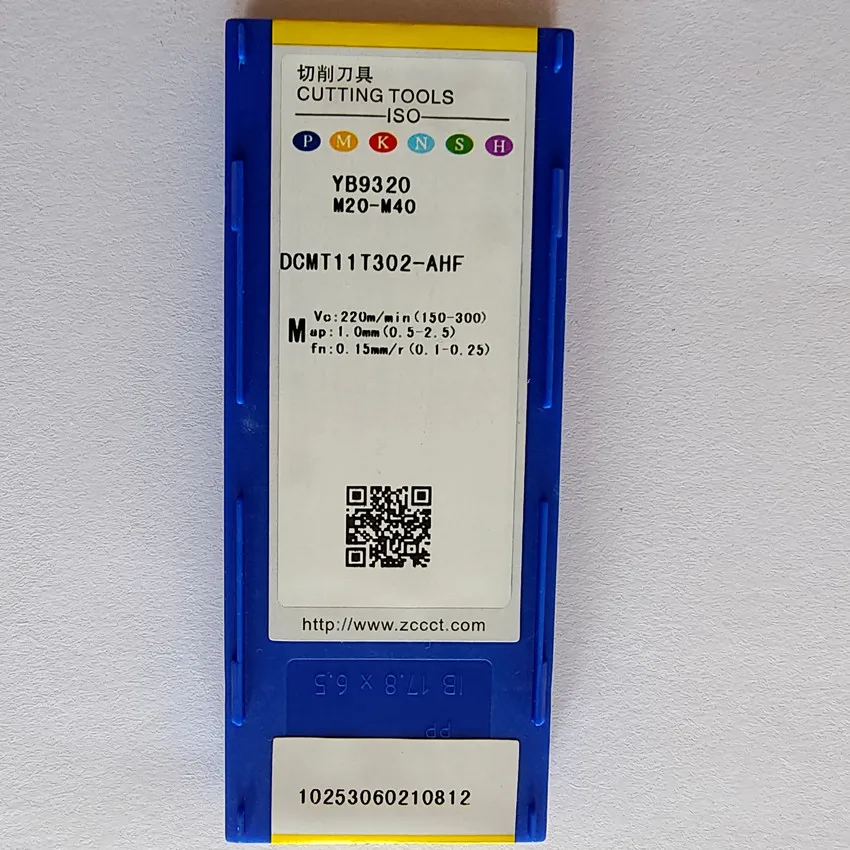 切削刀具
CUTTING TOOLS
ISO
P M K N S H
YB9320
M20-M40
DCMT11T302-AHF
Vc:220m/min(150-300)
M ap:1.0mm(0.5-2.5)
fn:0.15mm/r(0.1-0.25)
http://www.zccct.com
IB 17.8 x 6.5
PP
10253060210812